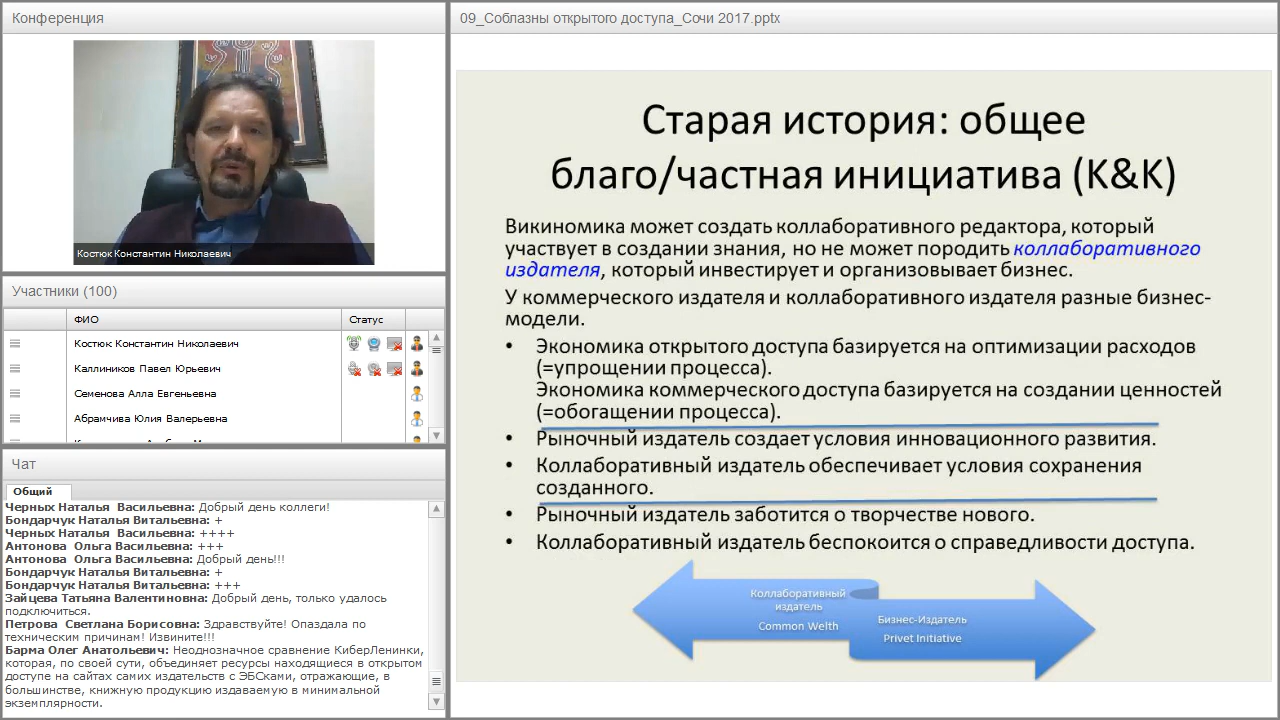 Конференция
Костюк Константин Николаевич
Участники (100)
ФИО
Статус
Костюк Константин Николаевич
Каллиников Павел Юрьевич
Семенова Алла Евгеньевна
Абрамчива Юлия Валерьевна
Чат
Общий
Черных Наталья Васильевна: Добрый день коллеги!
Бондарчук Наталья Витальевна: +
Черных Наталья Васильевна: ++++
Антонова Ольга Васильевна: +++
Антонова Ольга Васильевна: Добрый день!!!
Бондарчук Наталья Витальевна: +
Бондарчук Наталья Витальевна: +++
Зайцева Татьяна Валентиновна: Добрый день, только удалось
подключиться.
Петрова Светлана Борисовна: Здравствуйте! Опаздала по
техническим причинам! Извините!!!
Барма Олег Анатольевич: Неоднозначное сравнение КиберЛенинки,
которая, по своей сути, объединяет ресурсы находящиеся в открытом
доступе на сайтах самих издательств с ЭБСками, отражающие, в
большинстве, книжную продукцию издаваемую в минимальной
экземплярности.
09_Соблазны открытого доступа_Сочи 2017.pptx
Старая история: общее
благо/частная инициатива (K&K)
Викиномика может создать коллаборативного редактора, который
участвует в создании знания, но не может породить коллаборативного
издателя, который инвестирует и организовывает бизнес.
У коммерческого издателя и коллаборативного издателя разные бизнес-
модели.
• Экономика открытого доступа базируется на оптимизации расходов
(=упрощении процесса).
Экономика коммерческого доступа базируется на создании ценностей
(=обогащении процесса).
• Рыночный издатель создает условия инновационного развития.
• Коллаборативный издатель обеспечивает условия сохранения
созданного.
• Рыночный издатель заботится о творчестве нового.
• Коллаборативный издатель беспокоится о справедливости доступа.
Коллаборативный
издатель
Common Welth
Бизнес-Издатель
Privet Initiative